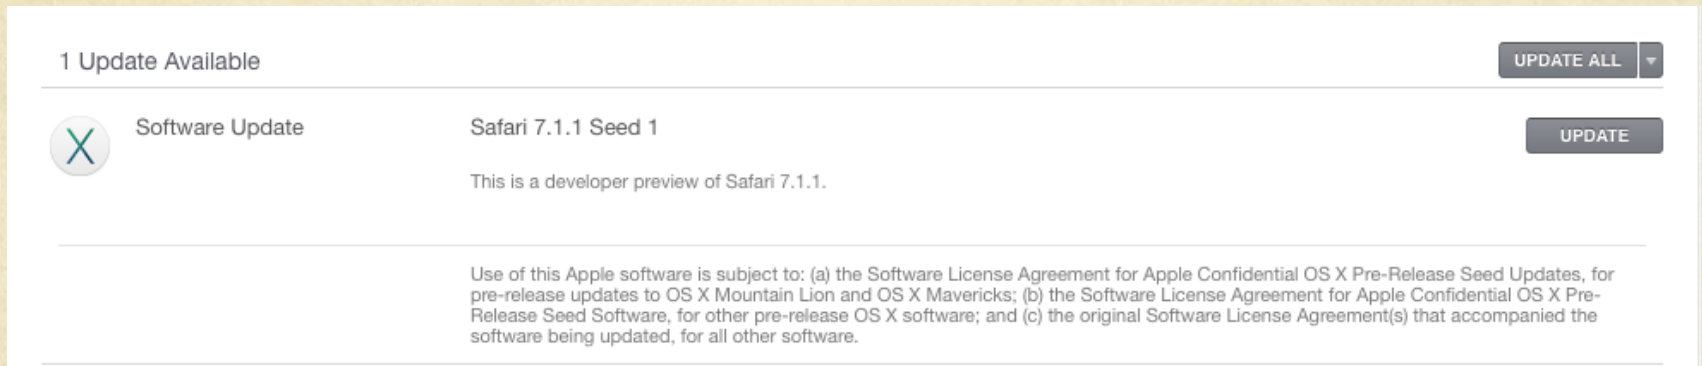 1 Update Available
UPDATE ALL
Software Update
Safari 7.1.1 Seed 1
UPDATE
This is a developer preview of Safari 7.1.1.
Use of this Apple software is subject to: (a) the Software License Agreement for Apple Confidential OS X Pre-Release Seed Updates, for
pre-release updates to OS X Mountain Lion and OS X Mavericks; (b) the Software License Agreement for Apple Confidential OS X Pre-
Release Seed Software, for other pre-release OS X software; and (c) the original Software License Agreement(s) that accompanied the
software being updated, for all other software.